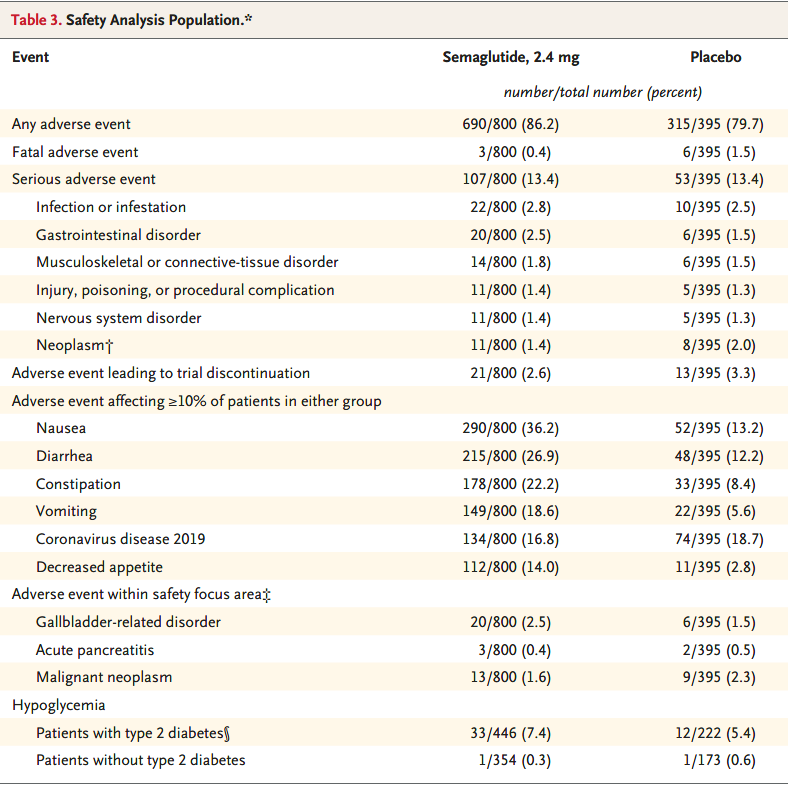 Table 3. Safety Analysis Population.*
Event Semaglutide, 2.4 mg Placebo
number/total number (percent)
Any adverse event 690/800 (86.2) 315/395 (79.7)
Fatal adverse event 3/800 (0.4) 6/395 (1.5)
Serious adverse event 107/800 (13.4) 53/395 (13.4)
Infection or infestation 22/800 (2.8) 10/395 (2.5)
Gastrointestinal disorder 20/800 (2.5) 6/395 (1.5)
Musculoskeletal or connective-tissue disorder 14/800 (1.8) 6/395 (1.5)
Injury, poisoning, or procedural complication 11/800 (1.4) 5/395 (1.3)
Nervous system disorder 11/800 (1.4) 5/395 (1.3)
Neoplasm† 11/800 (1.4) 8/395 (2.0)
Adverse event leading to trial discontinuation 21/800 (2.6) 13/395 (3.3)
Adverse event affecting ≥10% of patients in either group
Nausea 290/800 (36.2) 52/395 (13.2)
Diarrhea 215/800 (26.9) 48/395 (12.2)
Constipation 178/800 (22.2) 33/395 (8.4)
Vomiting 149/800 (18.6) 22/395 (5.6)
Coronavirus disease 2019 134/800 (16.8) 74/395 (18.7)
Decreased appetite 112/800 (14.0) 11/395 (2.8)
Adverse event within safety focus area‡
Gallbladder-related disorder 20/800 (2.5) 6/395 (1.5)
Acute pancreatitis 3/800 (0.4) 2/395 (0.5)
Malignant neoplasm 13/800 (1.6) 9/395 (2.3)
Hypoglycemia
Patients with type 2 diabetes§ 33/446 (7.4) 12/222 (5.4)
Patients without type 2 diabetes 1/354 (0.3) 1/173 (0.6)